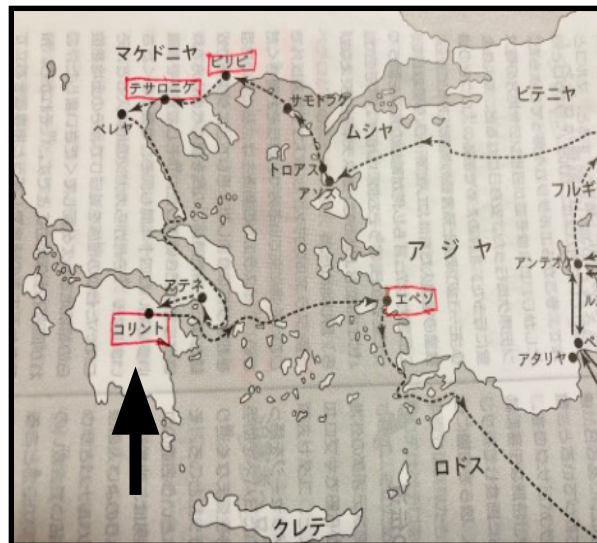 マケドニヤ
ピリピ
テサロニケ
ベレヤ
サモトラケ
ムシヤ
ビテニヤ
トロアス
アソス
フルギ
アジヤ
アンテオケ
アテネ
エペソ
コリント
ル
ペ
アタリヤ
ロドス
クレテ